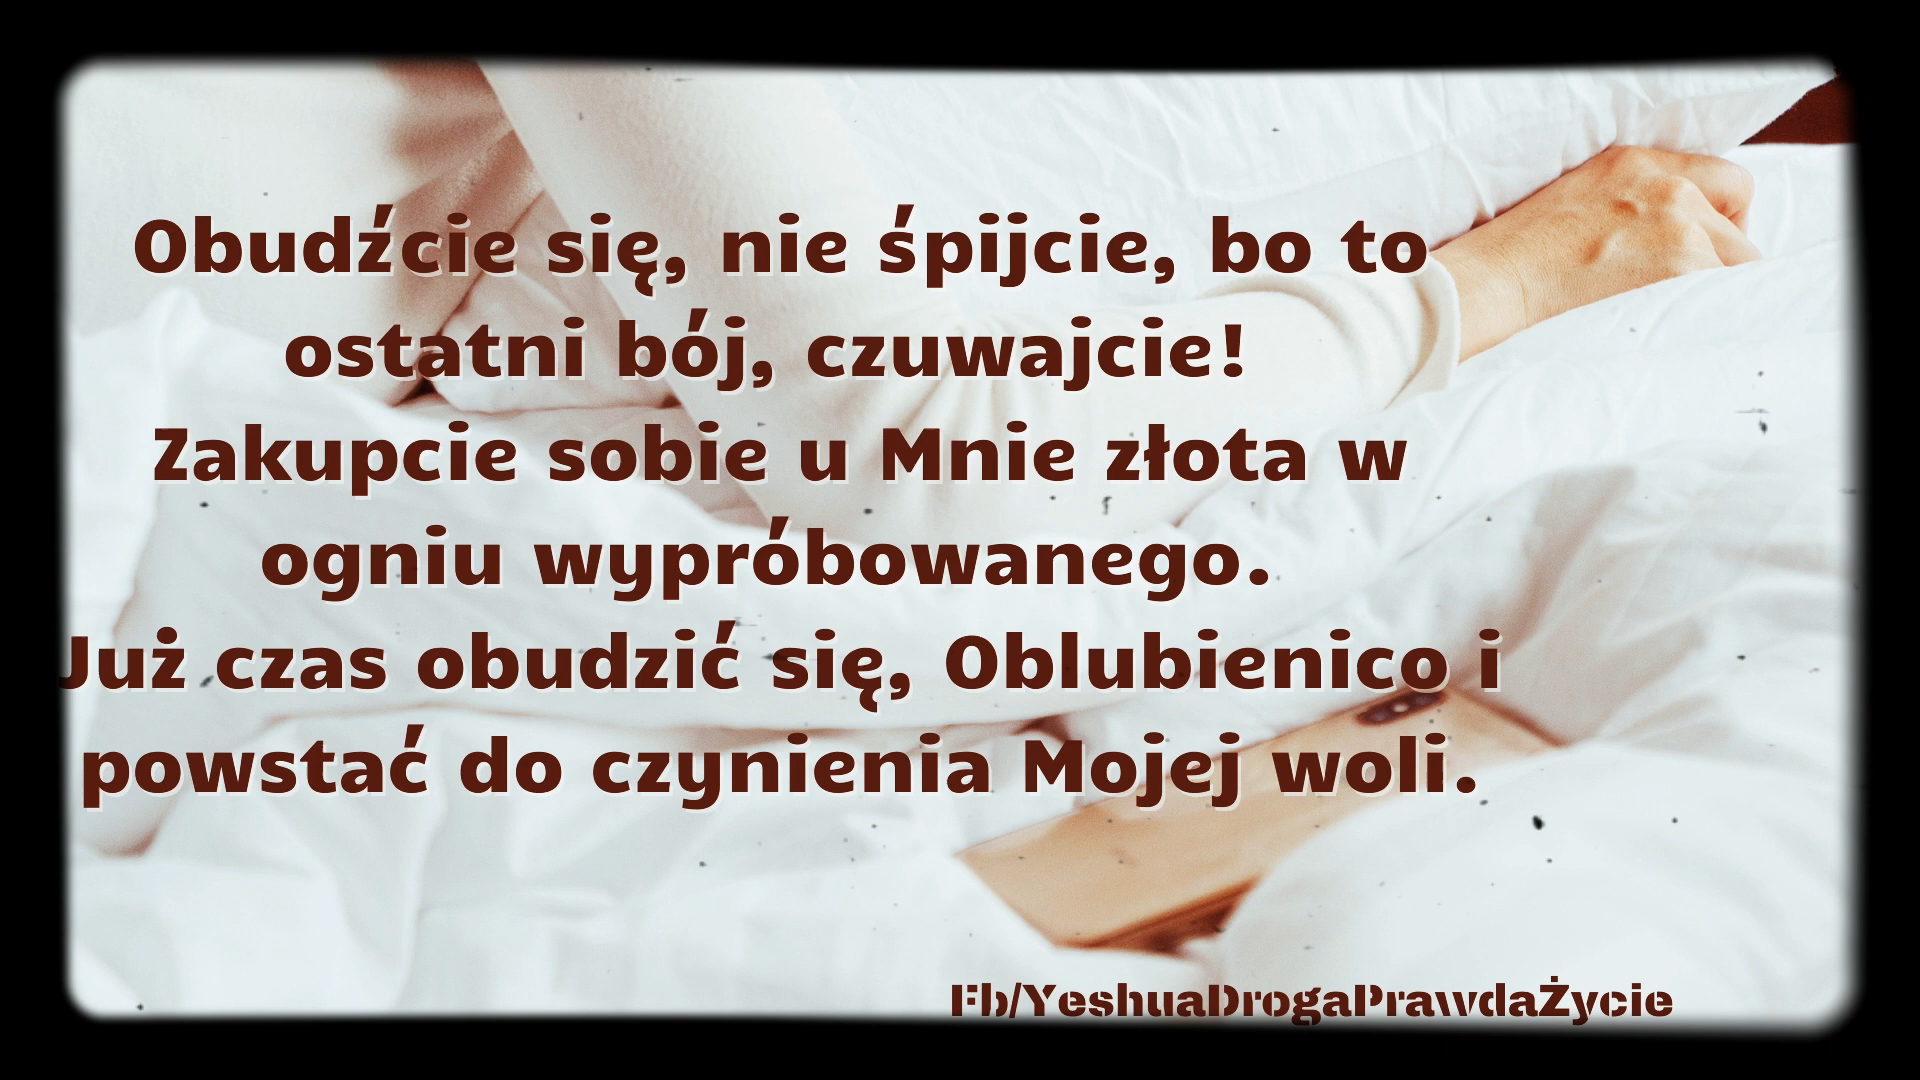 Obudźcie się, nie śpijcie, bo to
ostatni bój, czuwajcie!
Zakupcie sobie u Mnie złota w
ogniu wypróbowanego.
Już czas obudzić się, Oblubienico i
powstać do czynienia Mojej woli.
Fb/YeshuaDrogaPrawdaŻycie